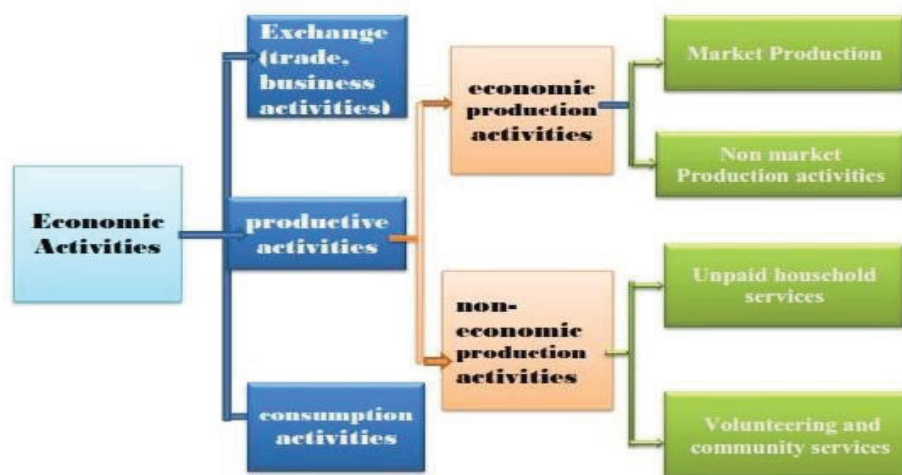 Economic
Activities
Exchange
(trade,
business
activities)
productive
activities
consumption
activities
economic
production
activities
non-
economic
production
activities
Market Production
Non market
Production activities
Unpaid household
services
Volunteering and
community services